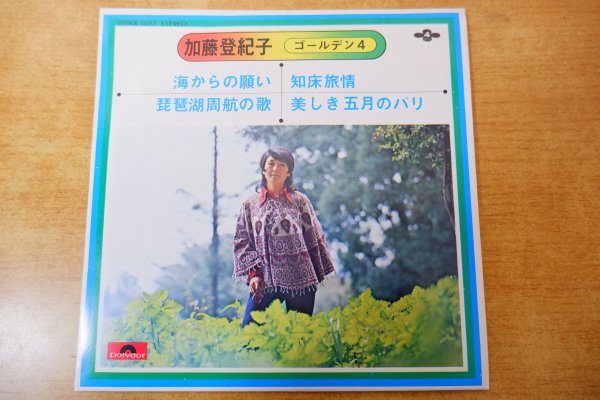 STEREO
4
加藤登紀子 ゴールデン4
海からの願い 知床旅情
琵琶湖周航の歌 美しき五月のパリ
Polydor